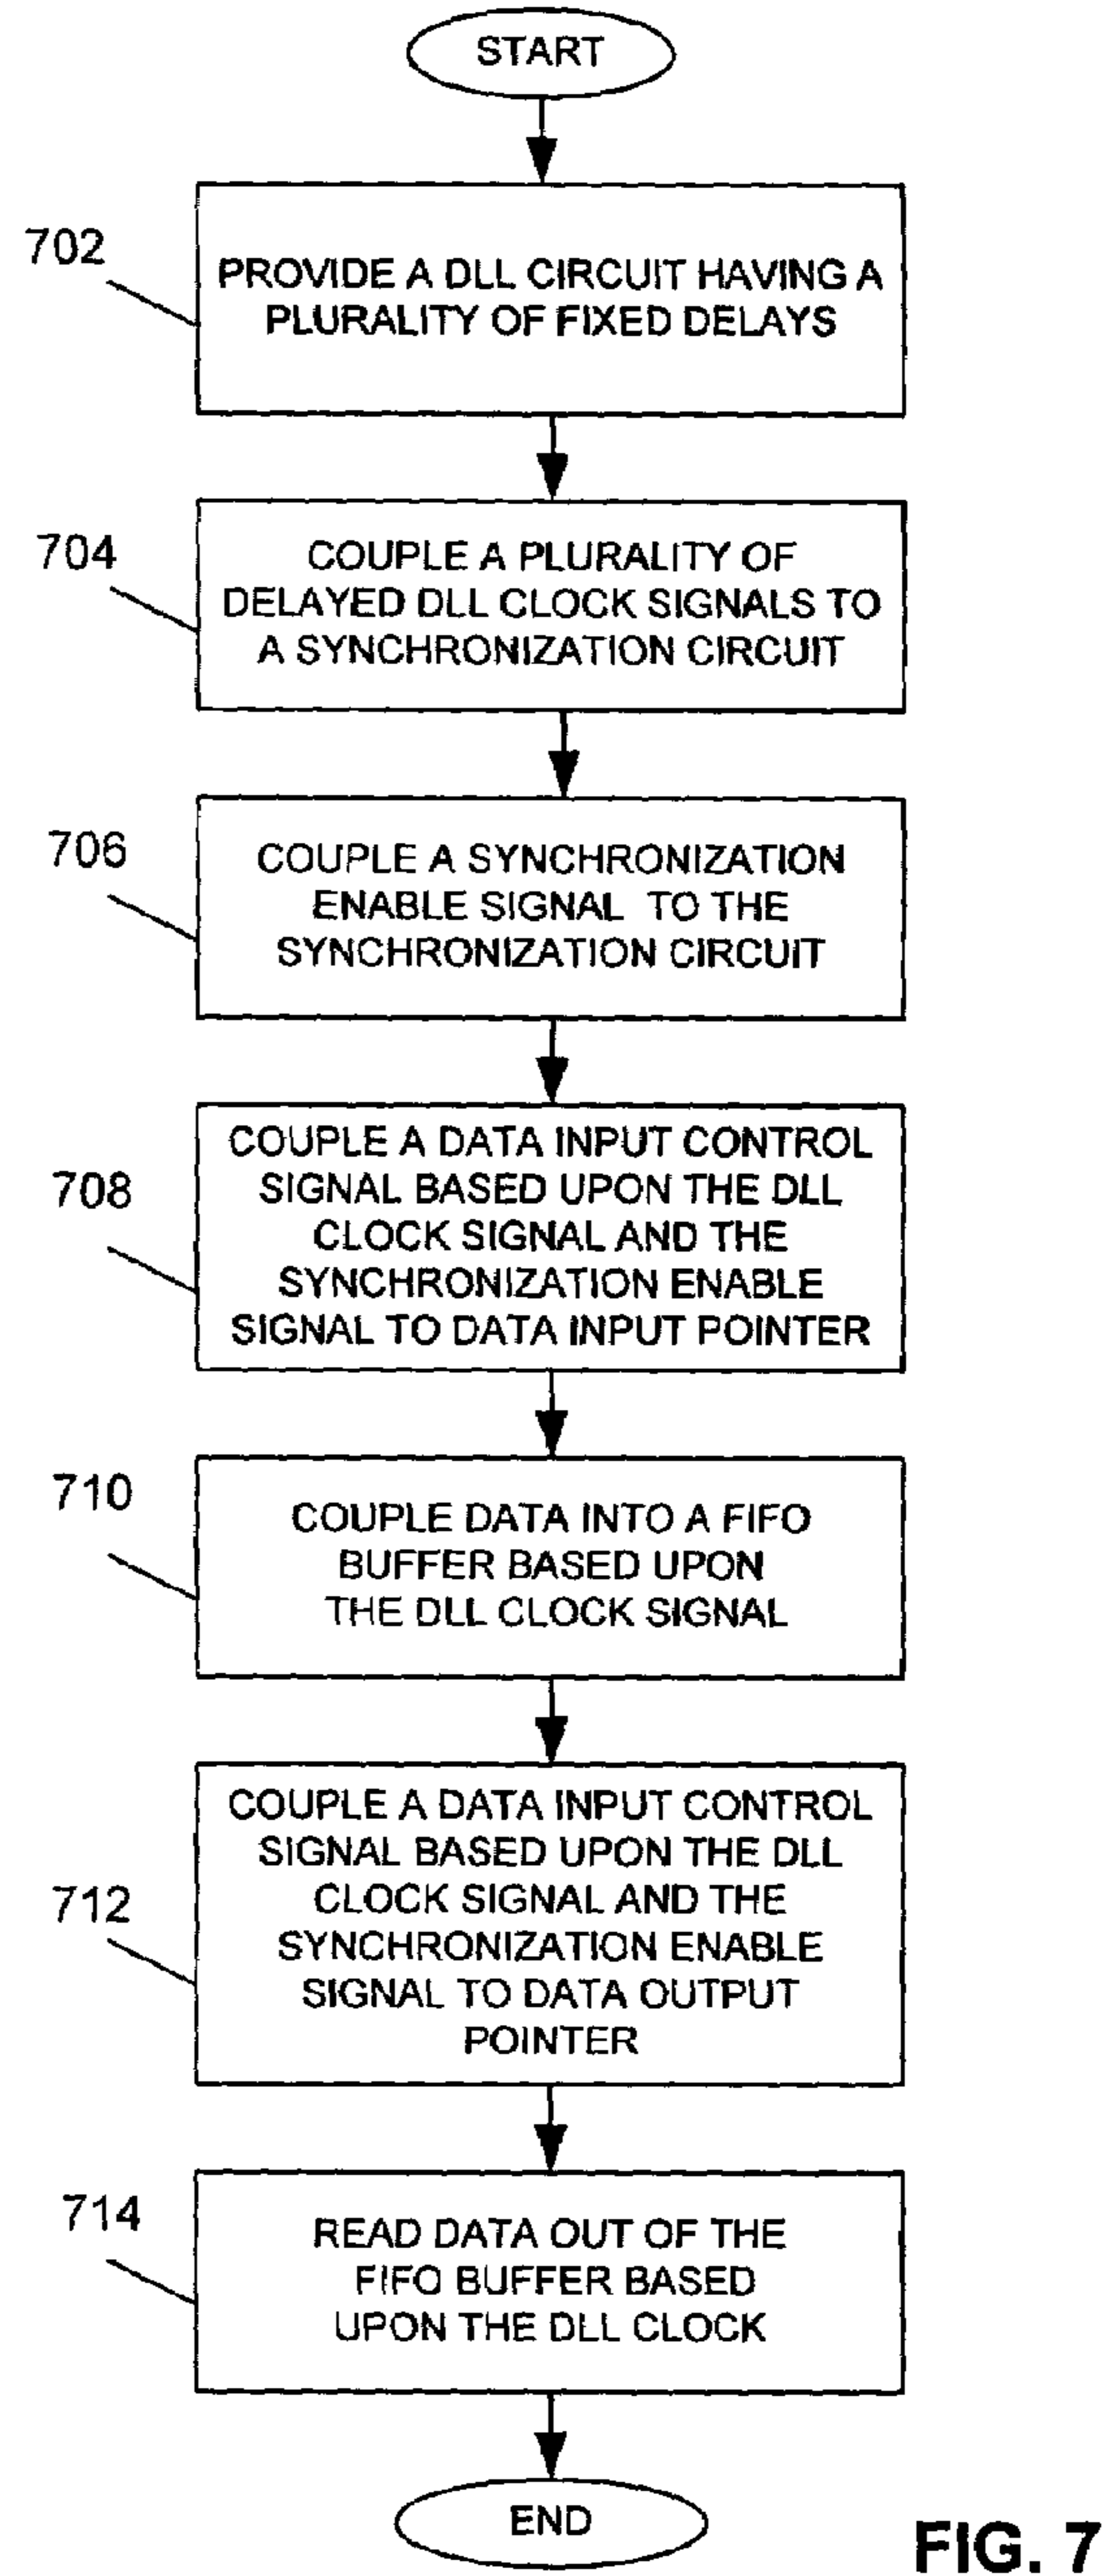 START
702
PROVIDE A DLL CIRCUIT HAVING A
PLURALITY OF FIXED DELAYS
704
COUPLE A PLURALITY OF
DELAYED DLL CLOCK SIGNALS TO
A SYNCHRONIZATION CIRCUIT
706
COUPLE A SYNCHRONIZATION
ENABLE SIGNAL TO THE
SYNCHRONIZATION CIRCUIT
708
COUPLE A DATA INPUT CONTROL
SIGNAL BASED UPON THE DLL
CLOCK SIGNAL AND THE
SYNCHRONIZATION ENABLE
SIGNAL TO DATA INPUT POINTER
710
COUPLE DATA INTO A FIFO
BUFFER BASED UPON
THE DLL CLOCK SIGNAL
712
COUPLE A DATA INPUT CONTROL
SIGNAL BASED UPON THE DLL
CLOCK SIGNAL AND THE
SYNCHRONIZATION ENABLE
SIGNAL TO DATA OUTPUT
POINTER
714
READ DATA OUT OF THE
FIFO BUFFER BASED
UPON THE DLL CLOCK
END
FIG. 7